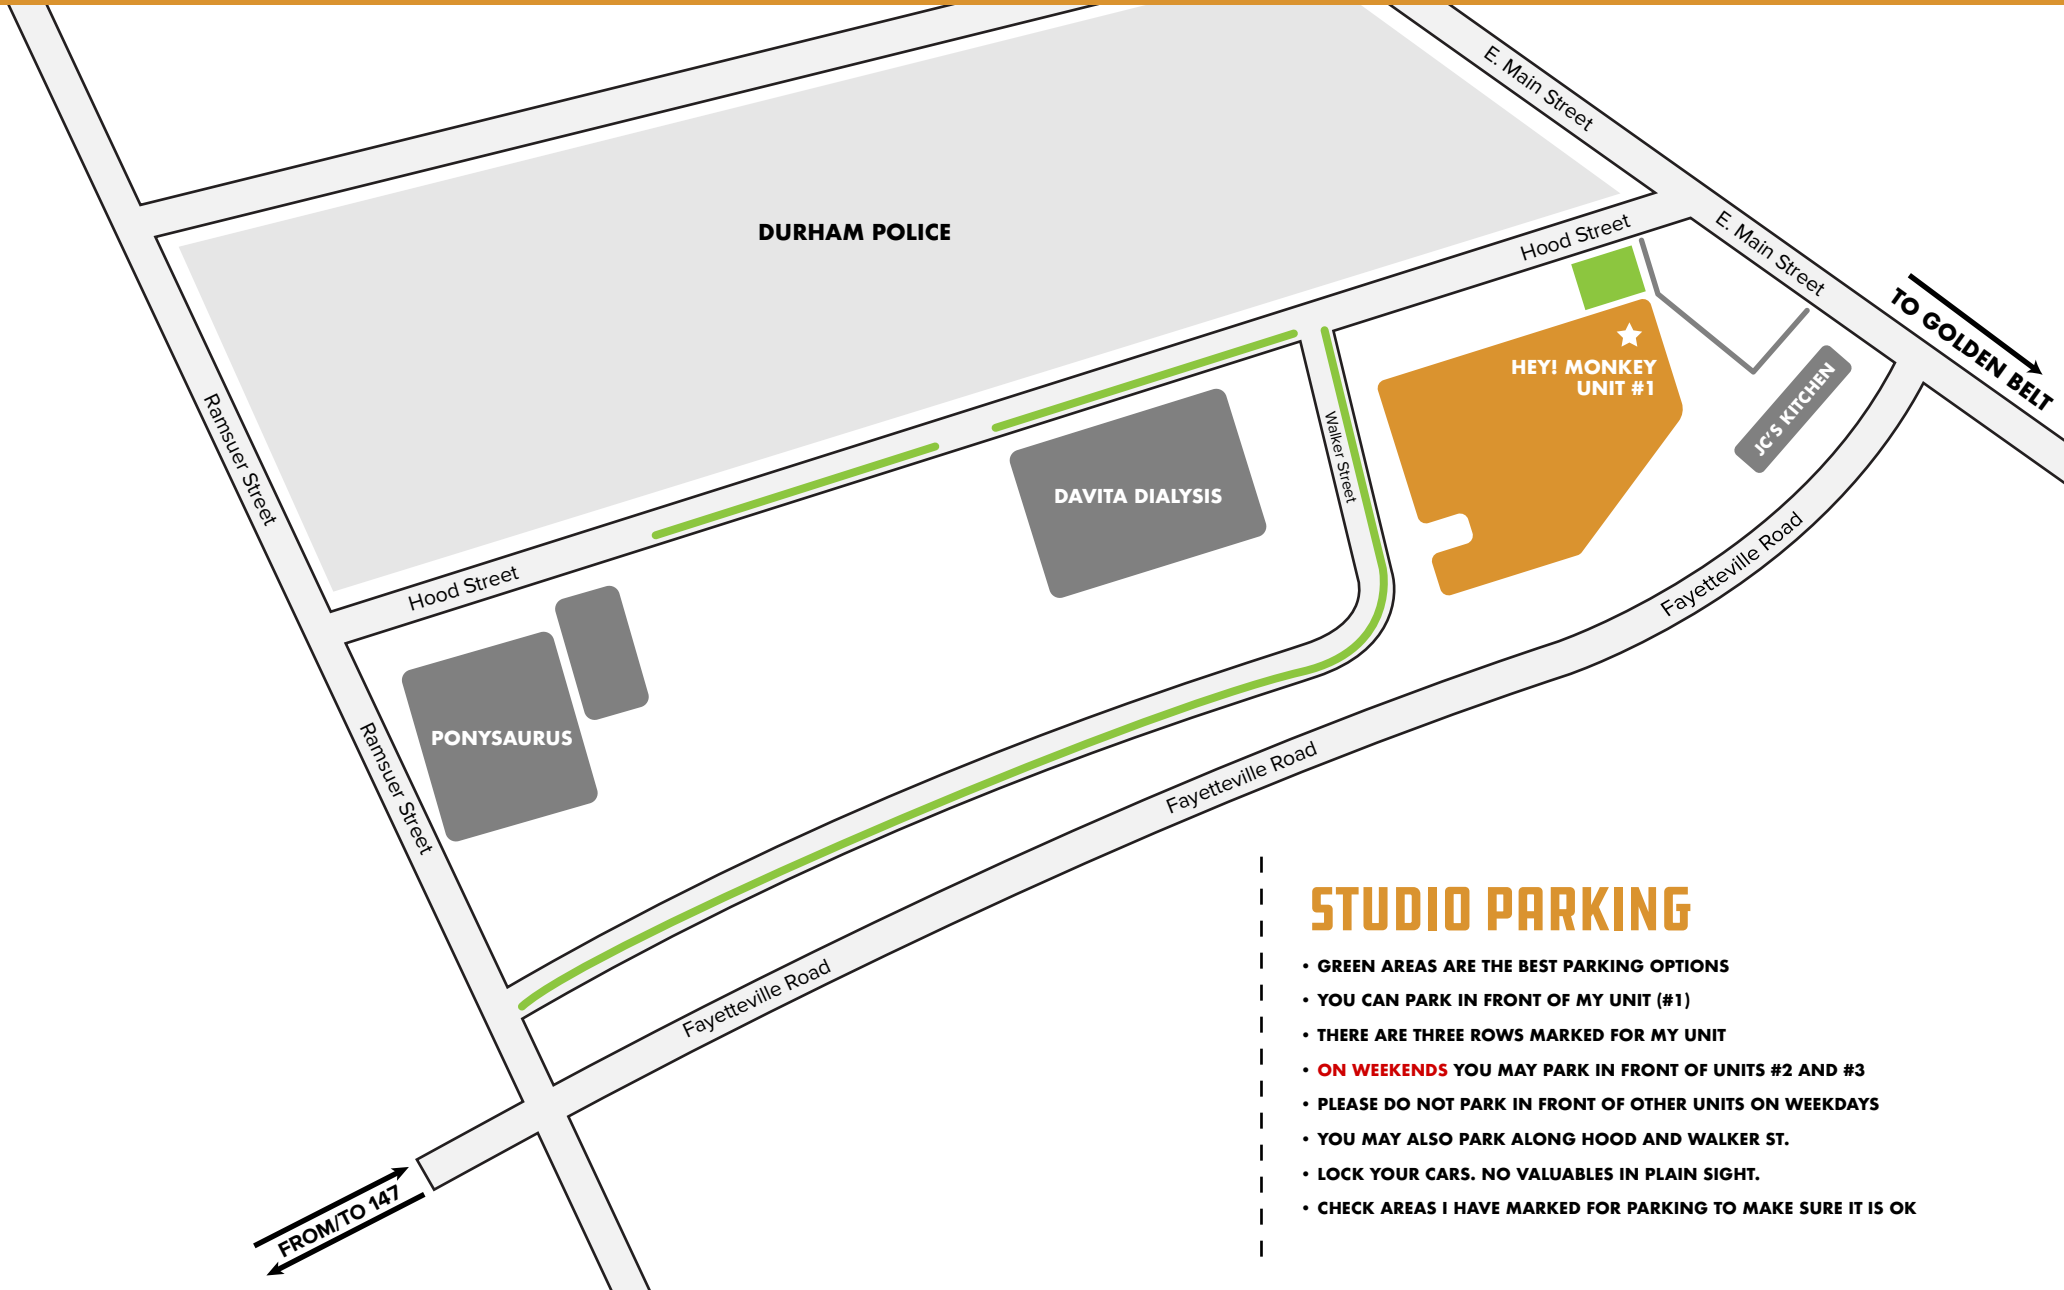 E. Main Street
DURHAM POLICE
Hood Street
E. Main Street
TO GOLDEN BELT
HEY! MONKEY
UNIT #1
JC'S KITCHEN
Ramsuer Street
Walker Street
DAVITA DIALYSIS
Hood Street
Fayetteville Road
PONYSAURUS
Ramsuer Street
Fayetteville Road
Fayetteville Road
FROM/TO 147
STUDIO PARKING
• GREEN AREAS ARE THE BEST PARKING OPTIONS
• YOU CAN PARK IN FRONT OF MY UNIT (#1)
• THERE ARE THREE ROWS MARKED FOR MY UNIT
• ON WEEKENDS YOU MAY PARK IN FRONT OF UNITS #2 AND #3
• PLEASE DO NOT PARK IN FRONT OF OTHER UNITS ON WEEKDAYS
• YOU MAY ALSO PARK ALONG HOOD AND WALKER ST.
• LOCK YOUR CARS. NO VALUABLES IN PLAIN SIGHT.
• CHECK AREAS I HAVE MARKED FOR PARKING TO MAKE SURE IT IS OK